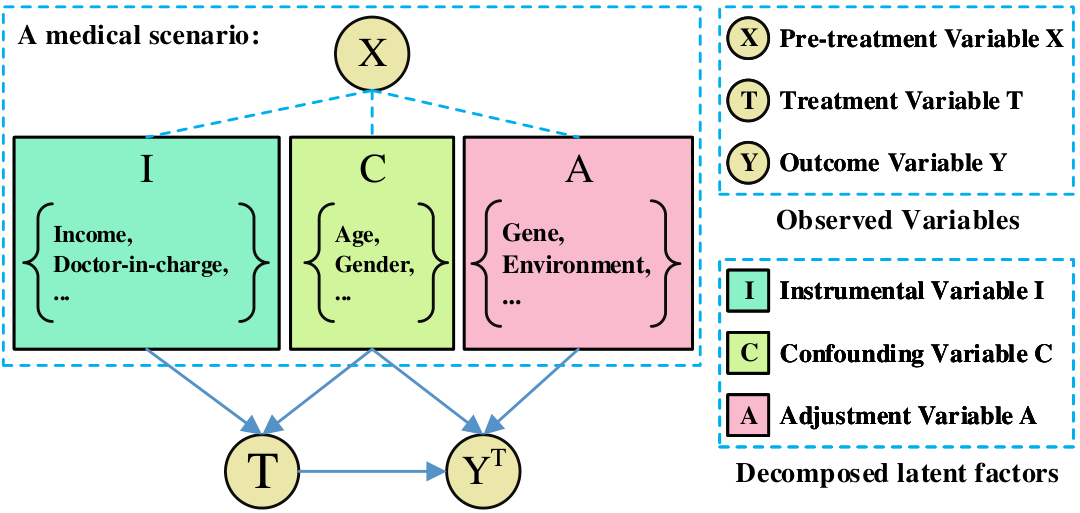 A medical scenario:
X
I
Income,
Doctor-in-charge,
...
C
Age,
Gender,
...
A
Gene,
Environment,
...
T
Y^T
X Pre-treatment Variable X
T Treatment Variable T
Y Outcome Variable Y
Observed Variables
I Instrumental Variable I
C Confounding Variable C
A Adjustment Variable A
Decomposed latent factors